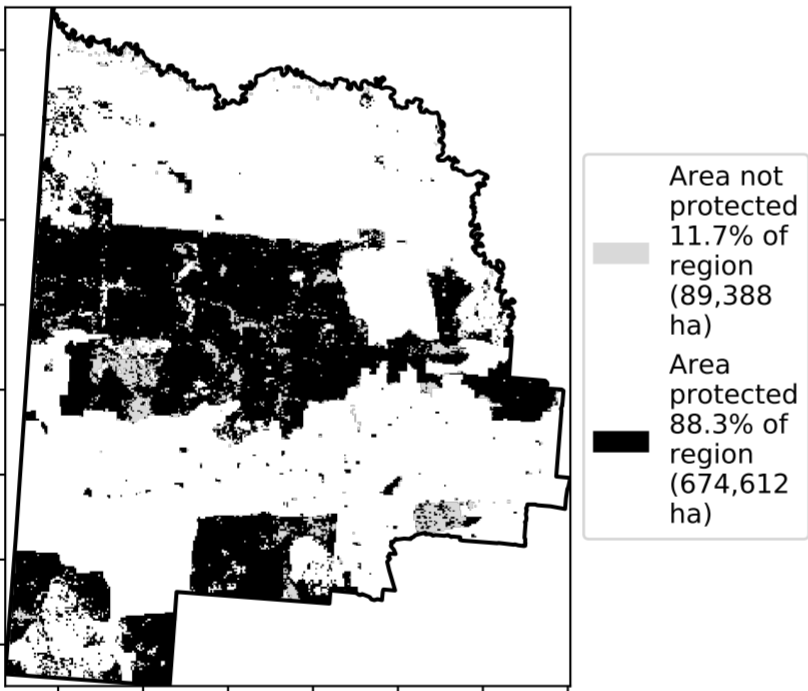 Area not
protected
11.7% of
region
(89,388
ha)
Area
protected
88.3% of
region
(674,612
ha)